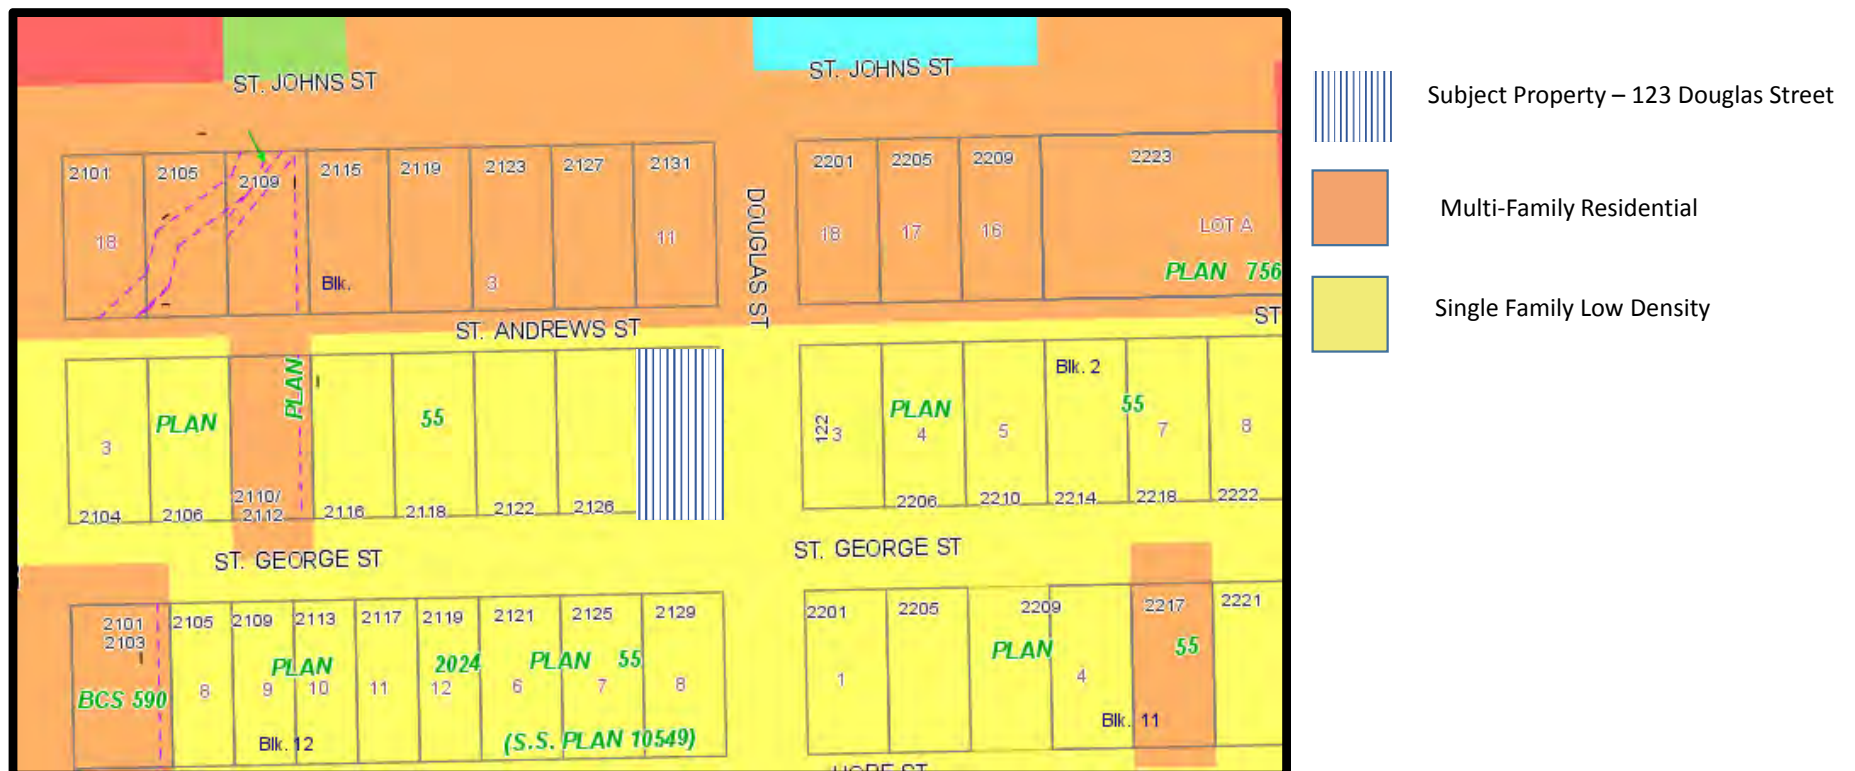 ST. JOHNS ST
ST. JOHNS ST
2101
2105
2109
2115
2119
2123
2127
2131
2201
2205
2209
2223
18
11
18
17
16
LOT A
Blk.
3
PLAN 756
DOUGLAS ST
ST. ANDREWS ST
ST
PLAN
PLAN
55
Blk. 2
PLAN
55
3
122
3
4
5
7
8
2104
2106
2110/
2112
2116
2118
2122
2126
2206
2210
2214
2218
2222
ST. GEORGE ST
ST. GEORGE ST
2101
2103
2105
2109
2113
2117
2119
2121
2125
2129
2201
2205
2209
2217
2221
PLAN
2024
PLAN 55
PLAN
55
BCS 590
8
9
10
11
12
6
7
8
1
4
Blk. 12
(S.S. PLAN 10549)
Blk. 11
Subject Property – 123 Douglas Street
Multi-Family Residential
Single Family Low Density